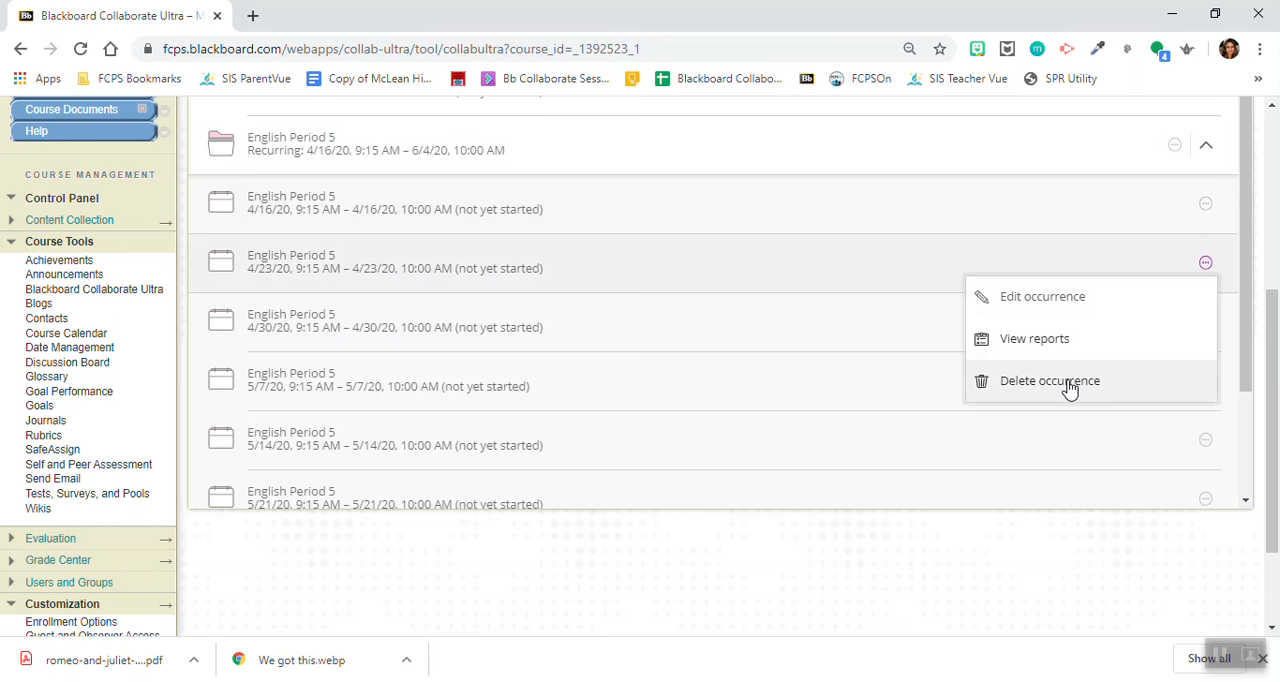 Blackboard Collaborate Ultra – M
fcps.blackboard.com/webapps/collab-ultra/tool/collabultra?course_id=_1392523_1
4
Apps
FCPS Bookmarks
SIS ParentVue
Copy of McLean Hi...
Bb Collaborate Sess...
Blackboard Collabo...
Bb
FCPSOn
SIS Teacher Vue
SPR Utility
»
Course Documents
Help
COURSE MANAGEMENT
Control Panel
Content Collection
Course Tools
Achievements
Announcements
Blackboard Collaborate Ultra
Blogs
Contacts
Course Calendar
Date Management
Discussion Board
Glossary
Goal Performance
Goals
Journals
Rubrics
SafeAssign
Self and Peer Assessment
Send Email
Tests, Surveys, and Pools
Wikis
Evaluation
Grade Center
Users and Groups
Customization
Enrollment Options
Guest and Observer Access
English Period 5
Recurring: 4/16/20, 9:15 AM – 6/4/20, 10:00 AM
English Period 5
4/16/20, 9:15 AM – 4/16/20, 10:00 AM (not yet started)
English Period 5
4/23/20, 9:15 AM – 4/23/20, 10:00 AM (not yet started)
English Period 5
4/30/20, 9:15 AM – 4/30/20, 10:00 AM (not yet started)
English Period 5
5/7/20, 9:15 AM – 5/7/20, 10:00 AM (not yet started)
English Period 5
5/14/20, 9:15 AM – 5/14/20, 10:00 AM (not yet started)
English Period 5
5/21/20, 9:15 AM – 5/21/20, 10:00 AM (not yet started)
Edit occurrence
View reports
Delete occurrence
romeo-and-juliet-....pdf
We got this.webp
Show all